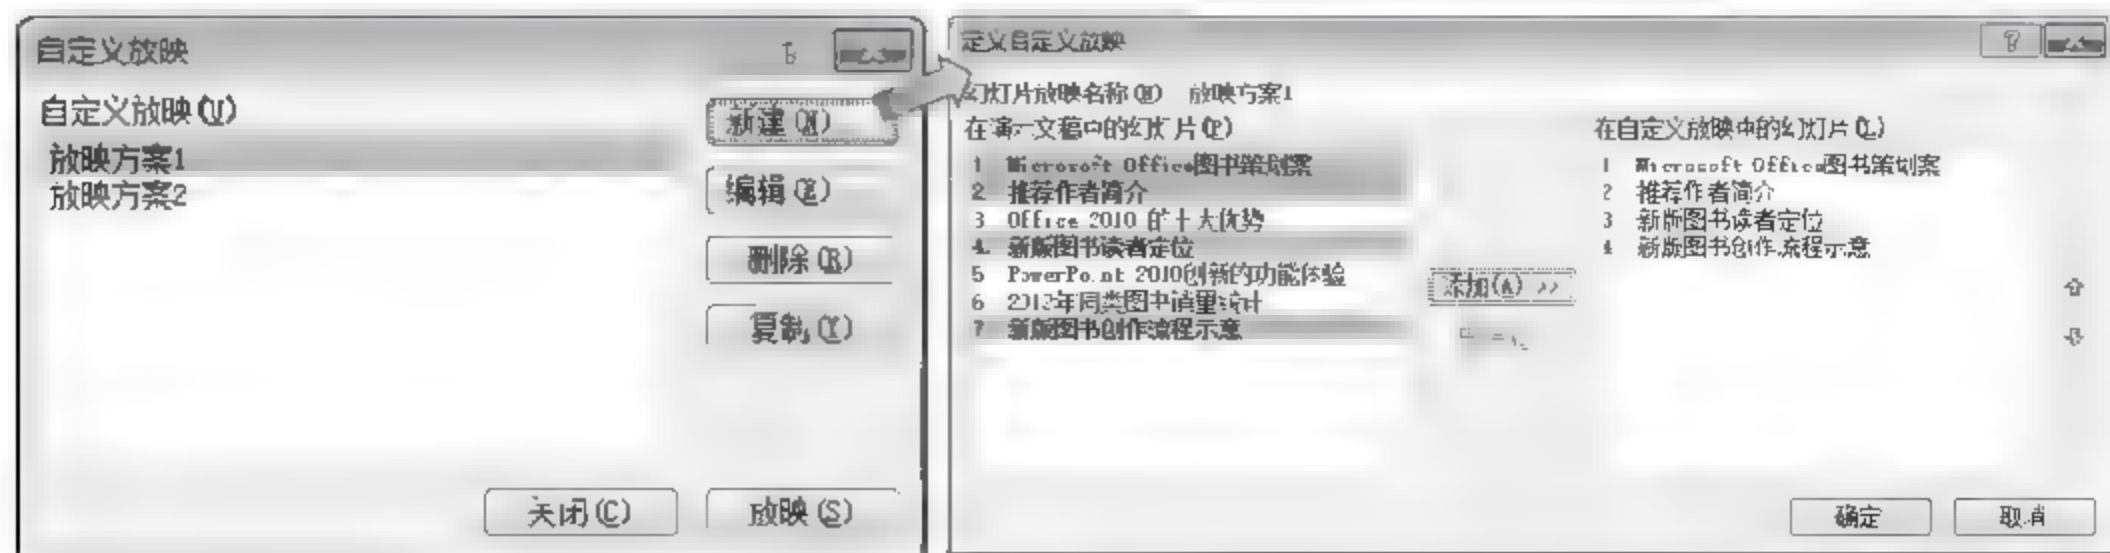 自定义放映
自定义放映(U)
放映方案1
放映方案2
新建(N)
编辑(E)
删除(R)
复制(Y)
关闭(C)
放映(S)
定义自定义放映
幻灯片放映名称(N) 放映方案1
在演示文稿中的幻灯片(P)
1 Microsoft Office图书策划案
2 推荐作者简介
3 Office 2010 的十大优势
4 新版图书读者定位
5 PowerPoint 2010创新的功能体验
6 2012年同类图书销量统计
7 新版图书创作流程示意
添加(A) >>
在自定义放映中的幻灯片(L)
1 Microsoft Office图书策划案
2 推荐作者简介
3 新版图书读者定位
4 新版图书创作流程示意
确定
取消